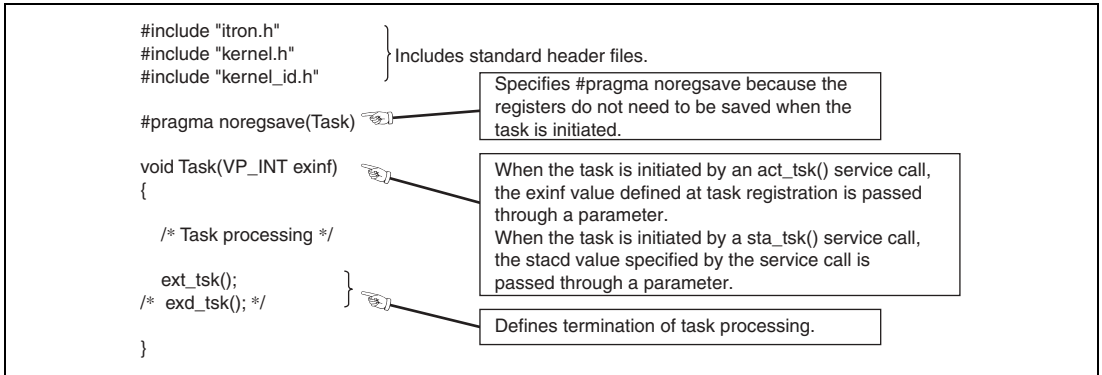 #include "itron.h"
#include "kernel.h"
#include "kernel_id.h"
Includes standard header files.
#pragma noregsave(Task)
Specifies #pragma noregsave because the
registers do not need to be saved when the
task is initiated.
void Task(VP_INT exinf)
{
When the task is initiated by an act_tsk() service call,
the exinf value defined at task registration is passed
through a parameter.
When the task is initiated by a sta_tsk() service call,
the stacd value specified by the service call is
passed through a parameter.
/* Task processing */
ext_tsk();
/* exd_tsk(); */
Defines termination of task processing.
}